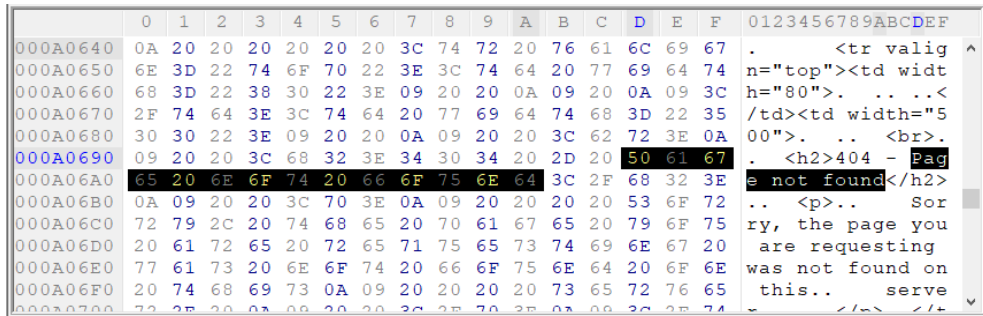 0 1 2 3 4 5 6 7 8 9 A B C D E F 0123456789ABCDEF
000A0640 0A 20 20 20 20 20 20 3C 74 72 20 76 61 6C 69 67 .      <tr valig
000A0650 6E 3D 22 74 6F 70 22 3E 3C 74 64 20 77 69 64 74 n="top"><td widt
000A0660 68 3D 22 38 30 22 3E 09 20 20 0A 09 20 0A 09 3C h="80">.  .. ..<
000A0670 2F 74 64 3E 3C 74 64 20 77 69 64 74 68 3D 22 35 /td><td width="5
000A0680 30 30 22 3E 09 20 20 0A 09 20 20 3C 62 72 3E 0A 00">.  ..  <br>.
000A0690 09 20 20 3C 68 32 3E 34 30 34 20 2D 20 50 61 67 .  <h2>404 - Pag
000A06A0 65 20 6E 6F 74 20 66 6F 75 6E 64 3C 2F 68 32 3E e not found</h2>
000A06B0 0A 09 20 20 3C 70 3E 0A 09 20 20 20 20 53 6F 72 ..  <p>..    Sor
000A06C0 72 79 2C 20 74 68 65 20 70 61 67 65 20 79 6F 75 ry, the page you
000A06D0 20 61 72 65 20 72 65 71 75 65 73 74 69 6E 67 20 are requesting
000A06E0 77 61 73 20 6E 6F 74 20 66 6F 75 6E 64 20 6F 6E was not found on
000A06F0 20 74 68 69 73 0A 09 20 20 20 20 73 65 72 76 65 this..    serve